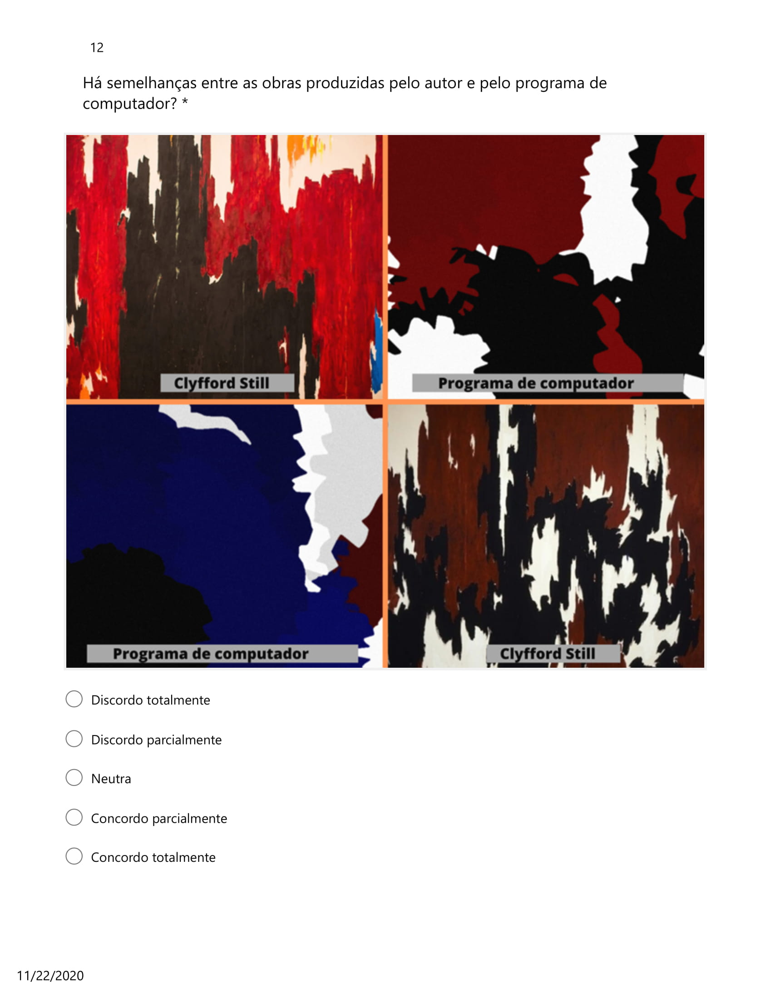 12
Há semelhanças entre as obras produzidas pelo autor e pelo programa de
computador? *
Clyfford Still
Programa de computador
Programa de computador
Clyfford Still
Discordo totalmente
Discordo parcialmente
Neutra
Concordo parcialmente
Concordo totalmente
11/22/2020